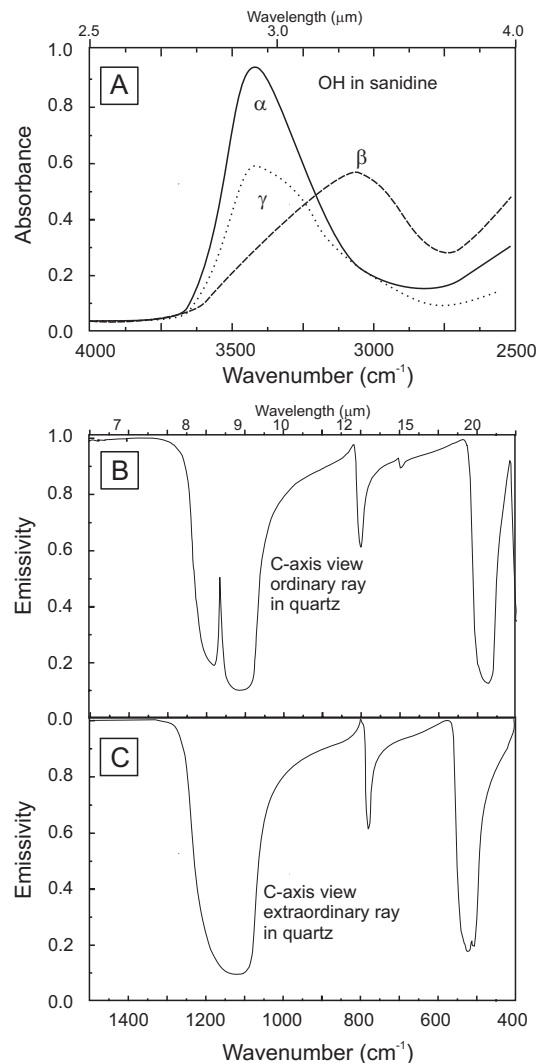 Wavelength (μm)
2.5 3.0 4.0
1.0
A
OH in sanidine
0.8
α
0.6
β
Absorbance
γ
0.4
0.2
0.0
4000 3500 3000 2500
Wavenumber (cm-1)
Wavelength (μm)
7 8 9 10 12 15 20
1.0
B
0.8
0.6
Emissivity
C-axis view
ordinary ray
in quartz
0.4
0.2
0.0
C
0.8
0.6
Emissivity
C-axis view
extraordinary ray
in quartz
0.4
0.2
0.0
1400 1200 1000 800 600 400
Wavenumber (cm-1)